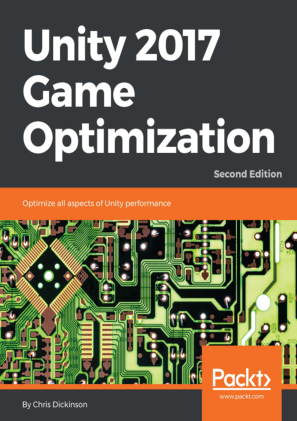 Unity 2017
Game
Optimization
Second Edition
Optimize all aspects of Unity performance
Packt>
www.packt.com
By Chris Dickinson